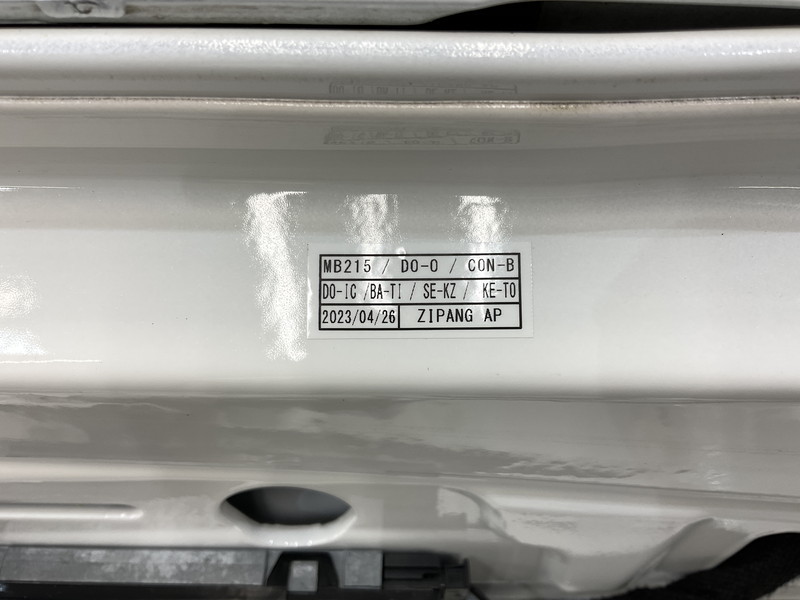 MB215 / DO-O / CON-B
DO-IC /BA-TI / SE-KZ / KE-TO
2023/04/26 ZIPANG AP